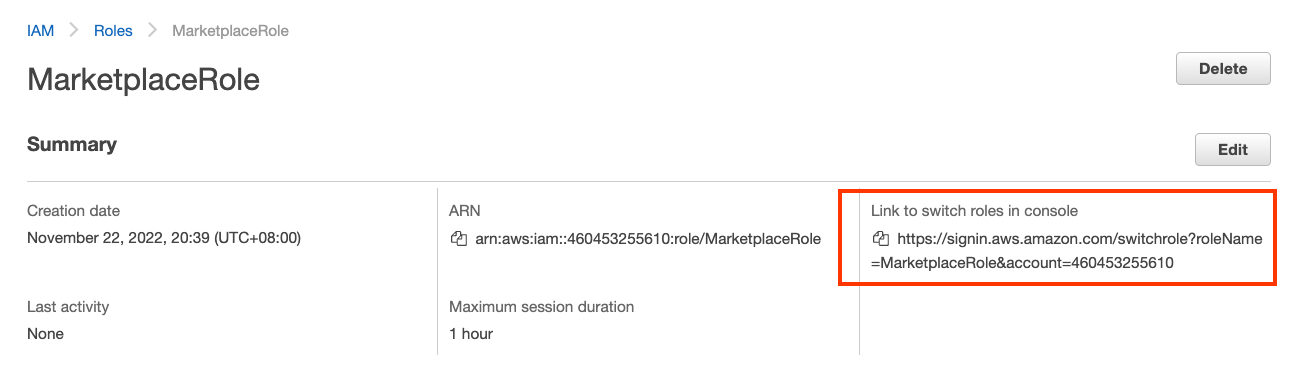 IAM > Roles > MarketplaceRole
MarketplaceRole
Delete
Summary
Edit
Creation date
November 22, 2022, 20:39 (UTC+08:00)
ARN
arn:aws:iam::460453255610:role/MarketplaceRole
Link to switch roles in console
https://signin.aws.amazon.com/switchrole?roleName
=MarketplaceRole&account=460453255610
Last activity
None
Maximum session duration
1 hour